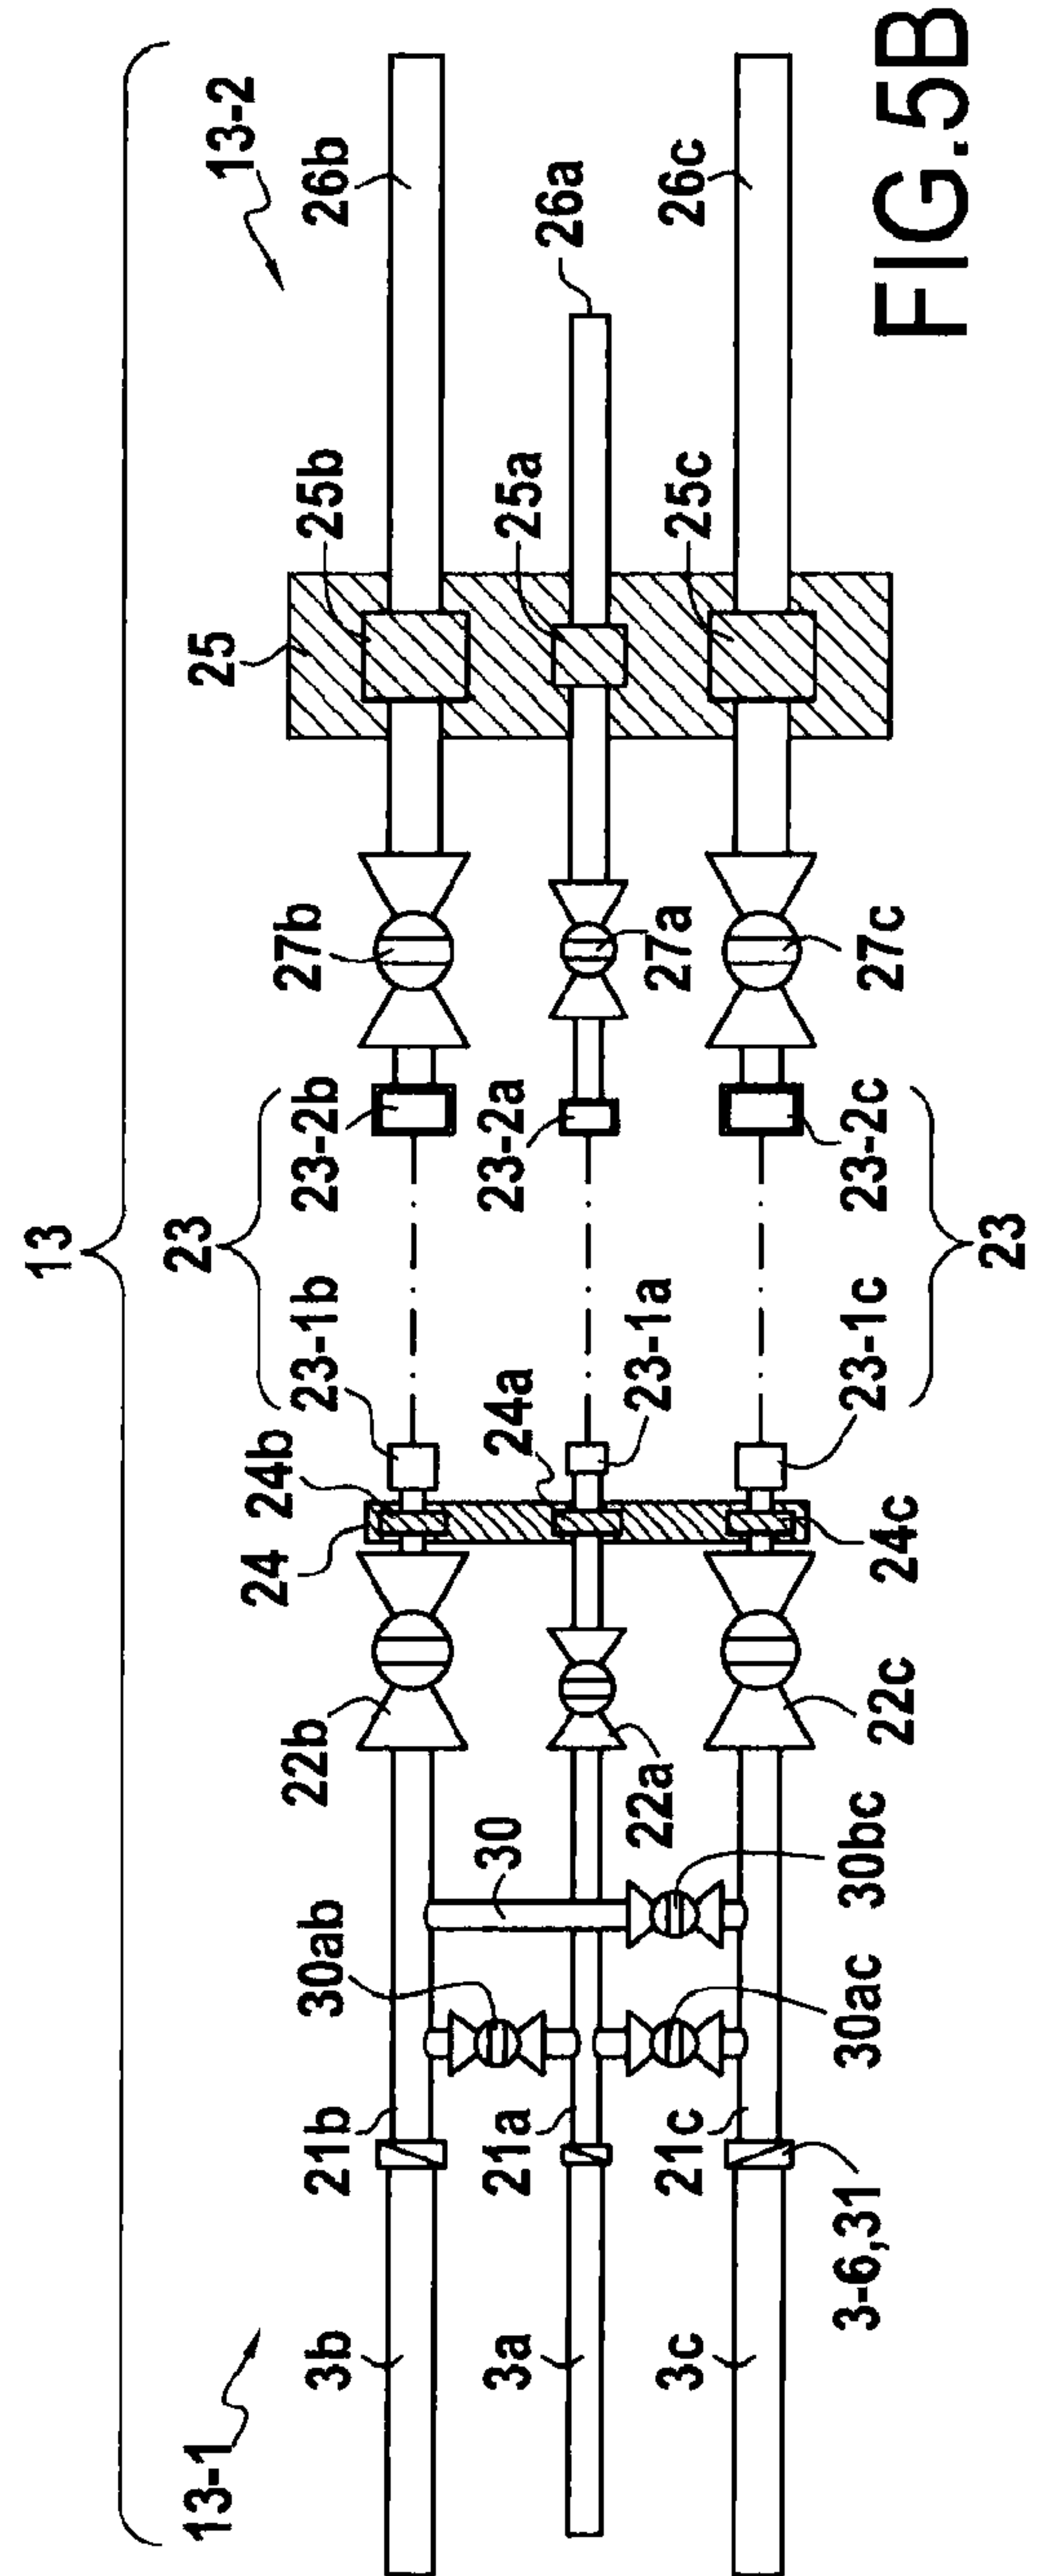 13
13-1
13-2
23
3b
21b
30ab
22b
24
24b
23-1b
23-2b
27b
25
25b
26b
3a
21a
30
22a
24a
23-1a
23-2a
27a
25a
26a
3c
21c
3-6,31
30ac
30bc
22c
24c
23-1c
23-2c
27c
25c
26c
23
FIG.5B